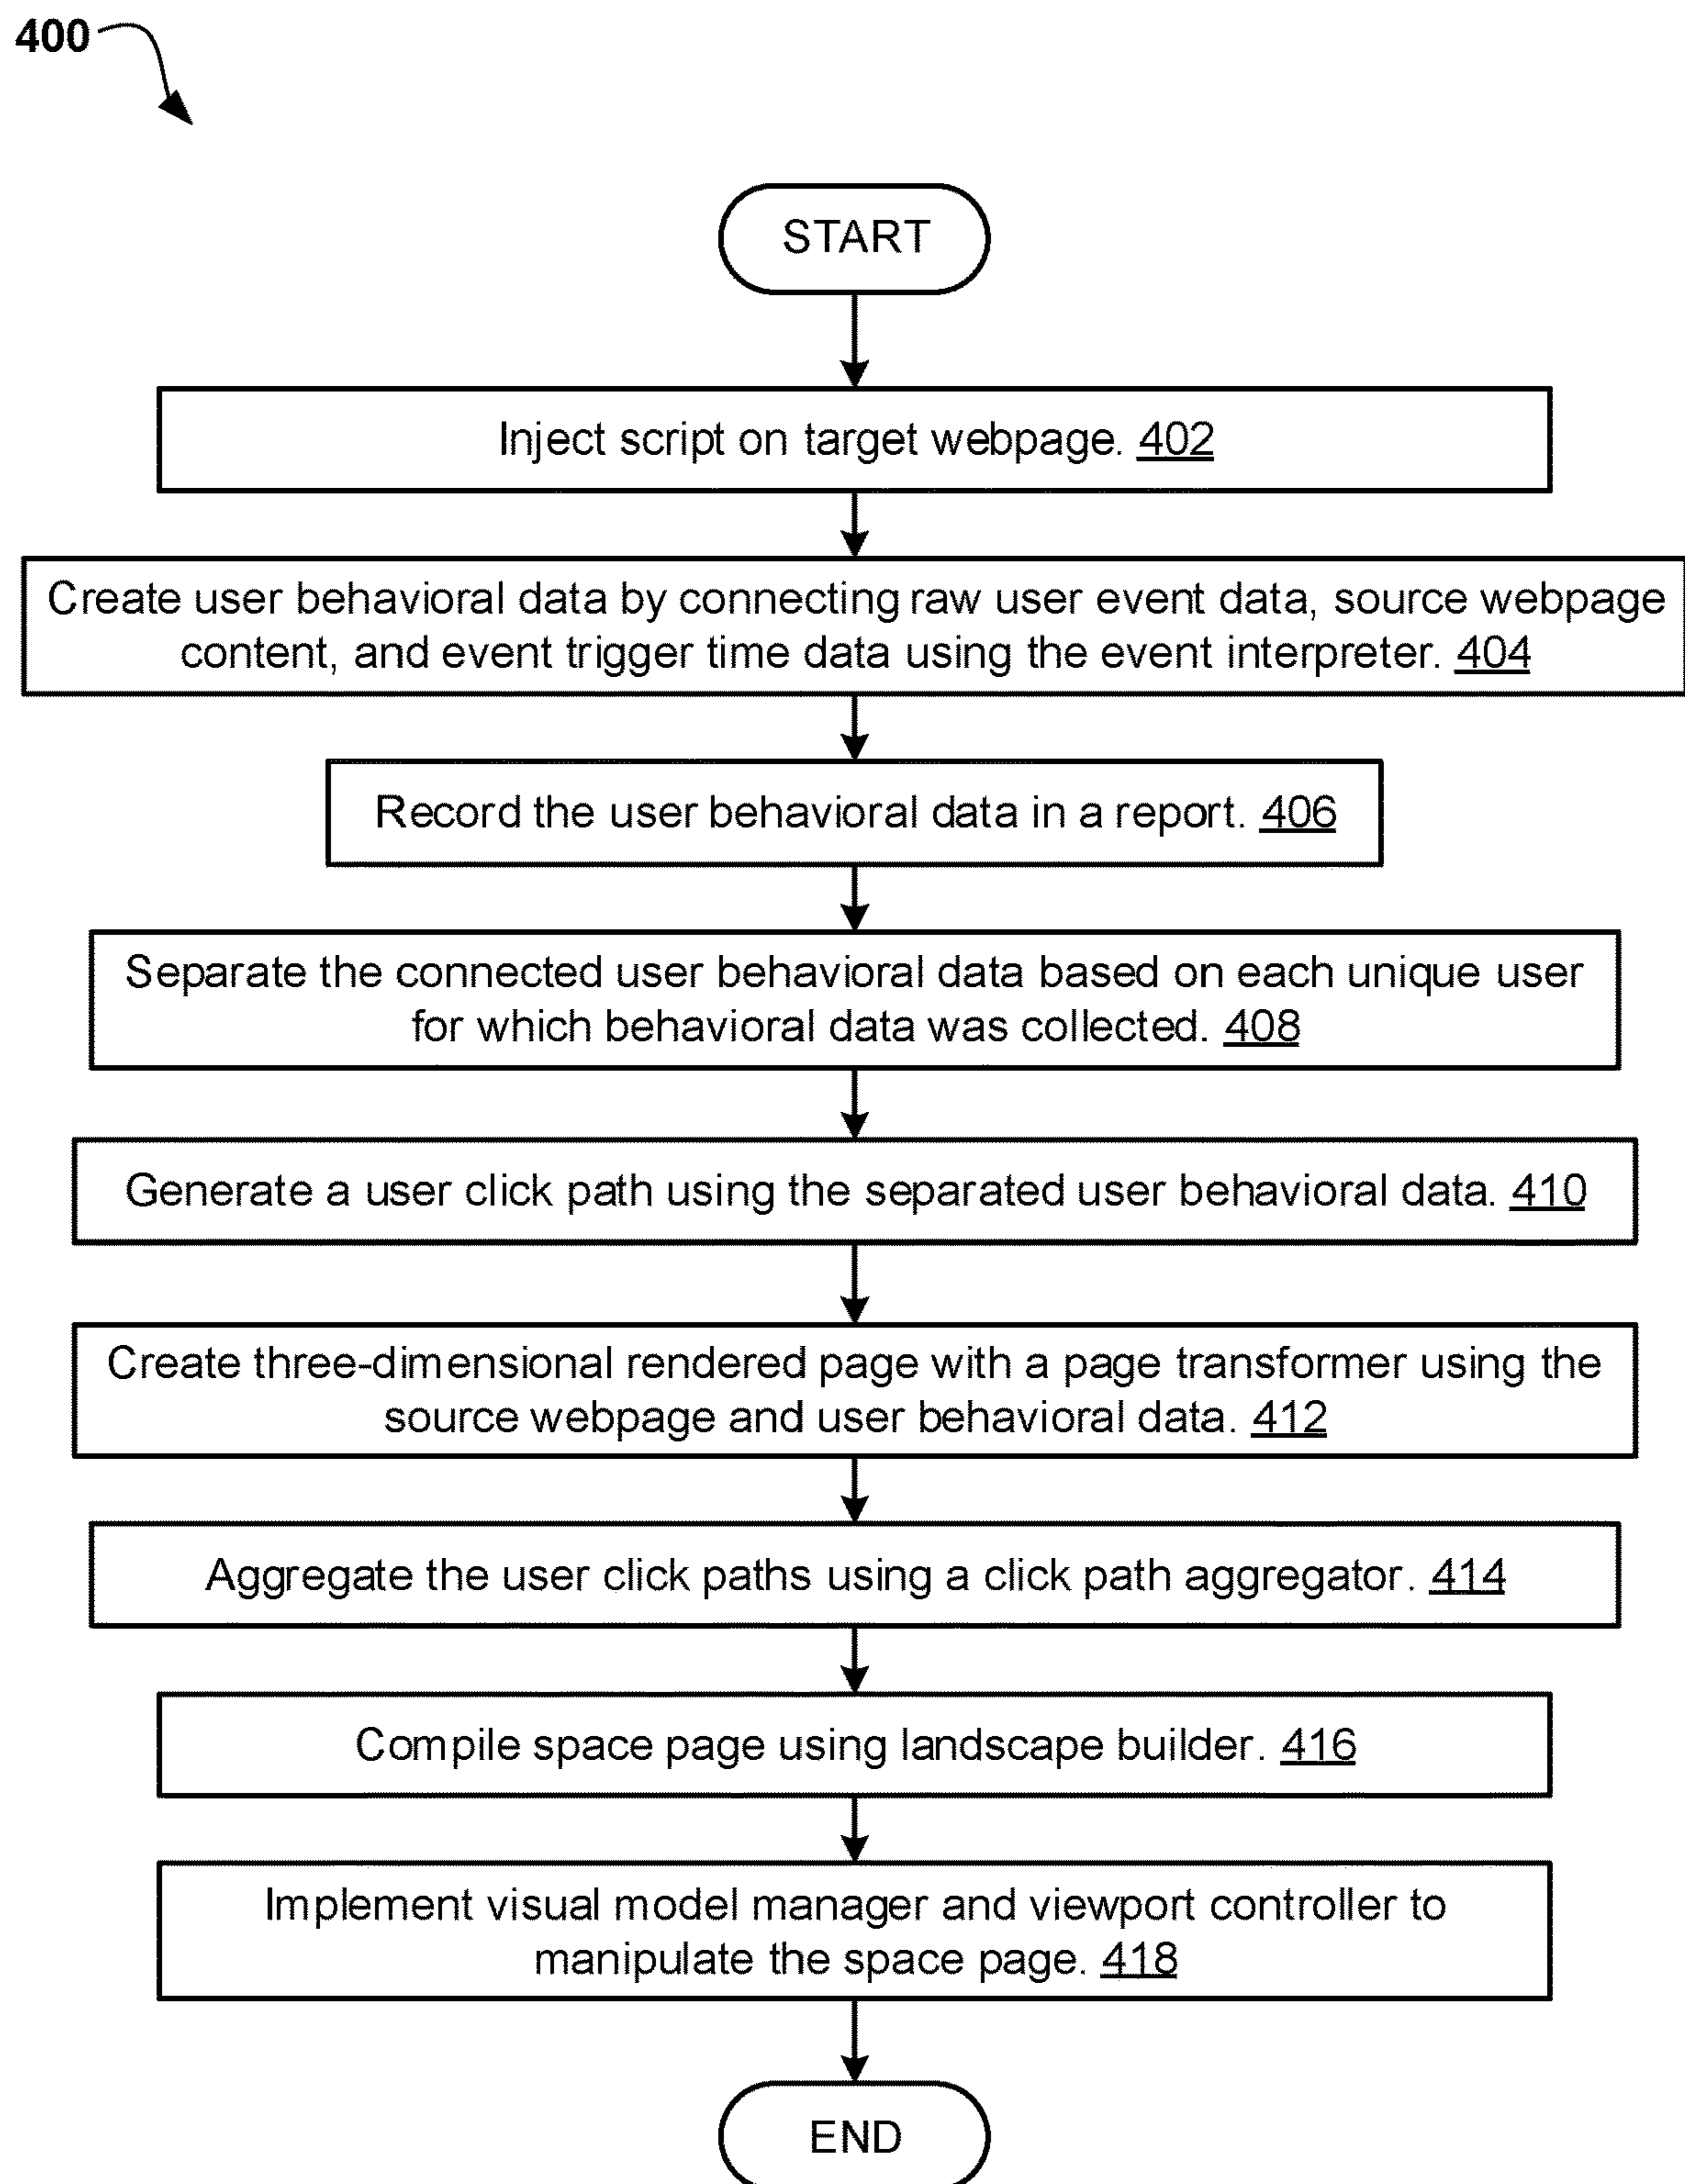 400
START
Inject script on target webpage. 402
Create user behavioral data by connecting raw user event data, source webpage
content, and event trigger time data using the event interpreter. 404
Record the user behavioral data in a report. 406
Separate the connected user behavioral data based on each unique user
for which behavioral data was collected. 408
Generate a user click path using the separated user behavioral data. 410
Create three-dimensional rendered page with a page transformer using the
source webpage and user behavioral data. 412
Aggregate the user click paths using a click path aggregator. 414
Compile space page using landscape builder. 416
Implement visual model manager and viewport controller to
manipulate the space page. 418
END